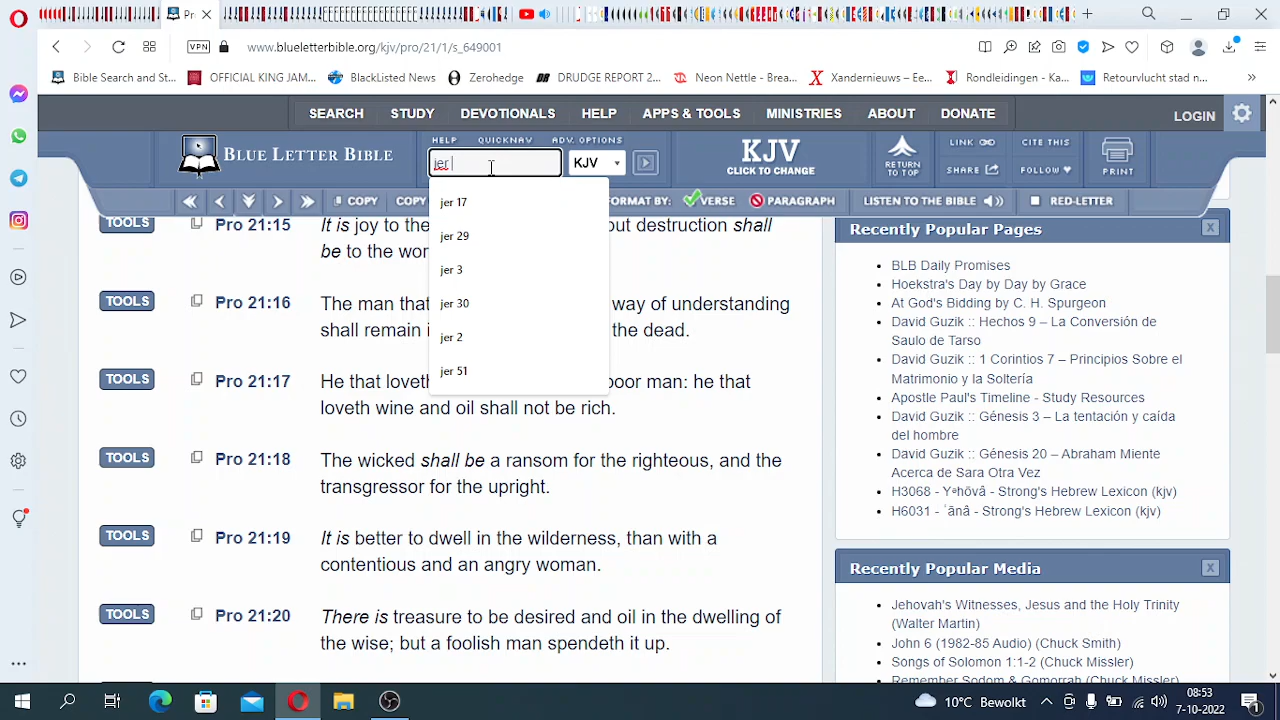 Pr
VPN
www.blueletterbible.org/kjv/pro/21/1/s_649001
Bible Search and St...
OFFICIAL KING JAM...
BlackListed News
Zerohedge
DRUDGE REPORT 2...
Neon Nettle - Brea...
Xandernieuws – Ee...
Rondleidingen - Ka...
Retourvlucht stad n...
»
SEARCH
STUDY
DEVOTIONALS
HELP
APPS & TOOLS
MINISTRIES
ABOUT
DONATE
LOGIN
HELP
QUICKNAV
ADV. OPTIONS
BLUE LETTER BIBLE
jer
KJV
KJV
CLICK TO CHANGE
RETURN
TO TOP
LINK
CITE THIS
SHARE
FOLLOW
PRINT
COPY
COPY
FORMAT BY:
VERSE
PARAGRAPH
LISTEN TO THE BIBLE
RED-LETTER
jer 17
jer 29
jer 3
jer 30
jer 2
jer 51
TOOLS
Pro 21:15
It is joy to the
out destruction shall
be to the wor
TOOLS
Pro 21:16
The man that
way of understanding
shall remain i
the dead.
TOOLS
Pro 21:17
He that loveth
poor man: he that
loveth wine and oil shall not be rich.
TOOLS
Pro 21:18
The wicked shall be a ransom for the righteous, and the
transgressor for the upright.
TOOLS
Pro 21:19
It is better to dwell in the wilderness, than with a
contentious and an angry woman.
TOOLS
Pro 21:20
There is treasure to be desired and oil in the dwelling of
the wise; but a foolish man spendeth it up.
Recently Popular Pages
X
BLB Daily Promises
Hoekstra's Day by Day by Grace
At God's Bidding by C. H. Spurgeon
David Guzik :: Hechos 9 – La Conversión de
Saulo de Tarso
David Guzik :: 1 Corintios 7 – Principios Sobre el
Matrimonio y la Soltería
Apostle Paul's Timeline - Study Resources
David Guzik :: Génesis 3 – La tentación y caída
del hombre
David Guzik :: Génesis 20 – Abraham Miente
Acerca de Sara Otra Vez
H3068 - Yᵊhōvâ - Strong's Hebrew Lexicon (kjv)
H6031 - ʿānâ - Strong's Hebrew Lexicon (kjv)
Recently Popular Media
X
Jehovah's Witnesses, Jesus and the Holy Trinity
(Walter Martin)
John 6 (1982-85 Audio) (Chuck Smith)
Songs of Solomon 1:1-2 (Chuck Missler)
Remember Sodom & Gomorrah (Chuck Missler)
10°C Bewolkt
08:53
7-10-2022
1